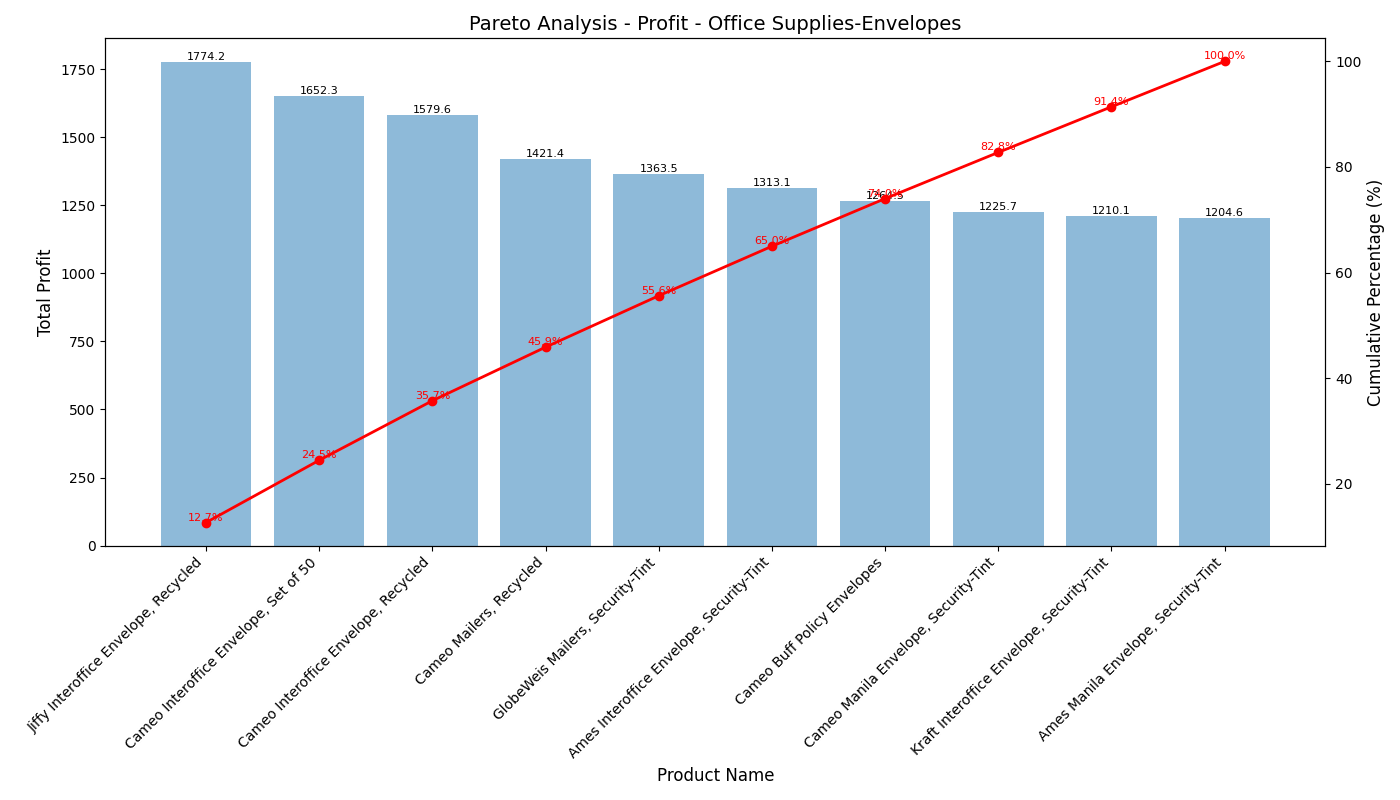 Pareto Analysis - Profit - Office Supplies-Envelopes
Total Profit
1750
1500
1250
1000
750
500
250
0
1774.2
1652.3
1579.6
1421.4
1363.5
1313.1
1225.7
1210.1
1204.6
12.7%
24.5%
35.7%
45.9%
55.6%
65.0%
74.0%
82.8%
91.4%
100.0%
100
80
60
40
20
Cumulative Percentage (%)
Jiffy Interoffice Envelope, Recycled
Cameo Interoffice Envelope, Set of 50
Cameo Interoffice Envelope, Recycled
Cameo Mailers, Recycled
GlobeWeis Mailers, Security-Tint
Ames Interoffice Envelope, Security-Tint
Cameo Buff Policy Envelopes
Cameo Manila Envelope, Security-Tint
Kraft Interoffice Envelope, Security-Tint
Ames Manila Envelope, Security-Tint
Product Name